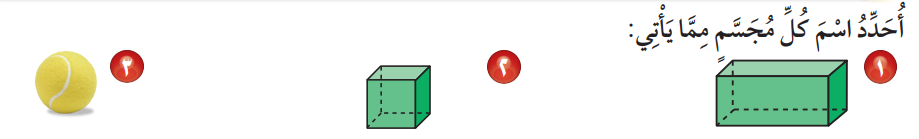 أُحَدِّدُ اسْمَ كُلِّ مُجَسَّمٍ مِمَّا يَأْتِي:
١ ٢ ٣